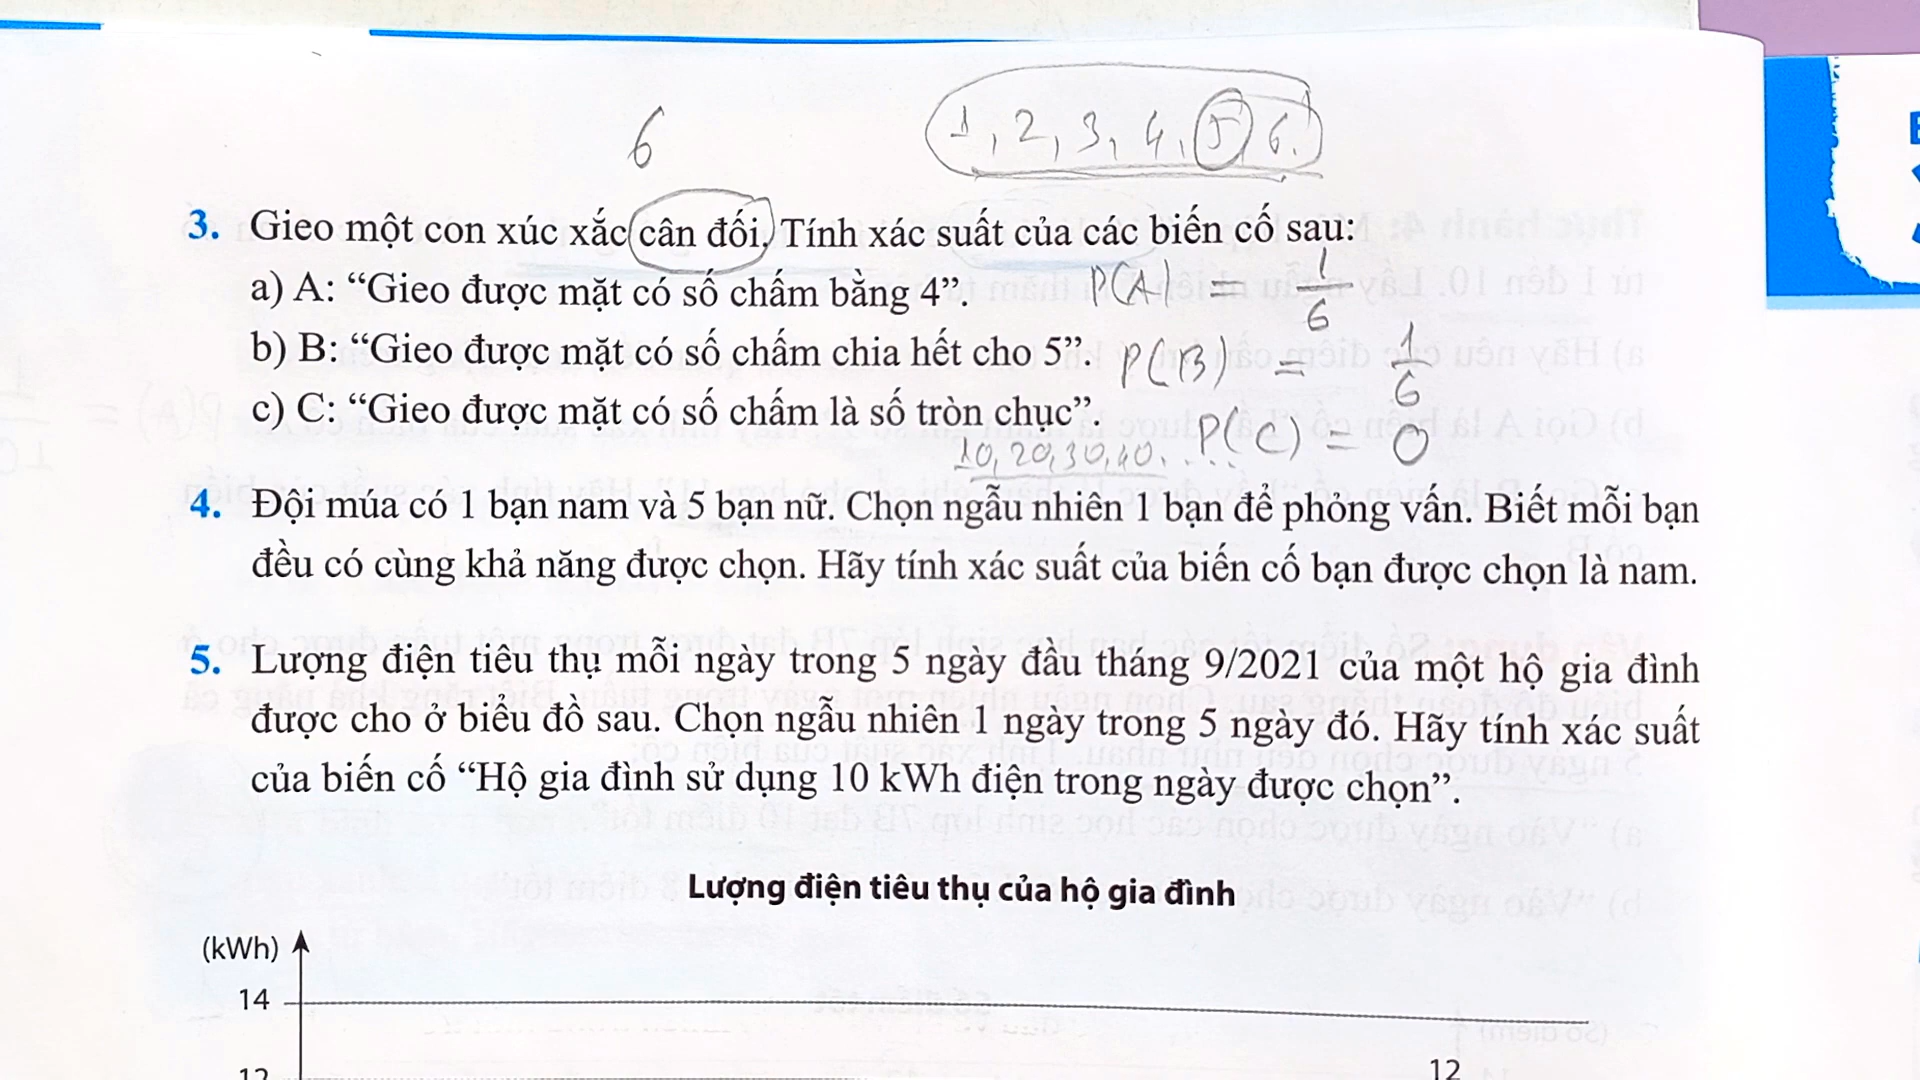 6
1, 2, 3, 4, 5, 6.
3. Gieo một con xúc xắc cân đối. Tính xác suất của các biến cố sau:
a) A: “Gieo được mặt có số chấm bằng 4”. P(A) = 1/6
b) B: “Gieo được mặt có số chấm chia hết cho 5”. P(B) = 1/6
c) C: “Gieo được mặt có số chấm là số tròn chục”. P(C) = 0
10, 20, 30, 40.....
4. Đội múa có 1 bạn nam và 5 bạn nữ. Chọn ngẫu nhiên 1 bạn để phỏng vấn. Biết mỗi bạn
đều có cùng khả năng được chọn. Hãy tính xác suất của biến cố bạn được chọn là nam.
5. Lượng điện tiêu thụ mỗi ngày trong 5 ngày đầu tháng 9/2021 của một hộ gia đình
được cho ở biểu đồ sau. Chọn ngẫu nhiên 1 ngày trong 5 ngày đó. Hãy tính xác suất
của biến cố “Hộ gia đình sử dụng 10 kWh điện trong ngày được chọn”.
Lượng điện tiêu thụ của hộ gia đình
(kWh)
14
12
12